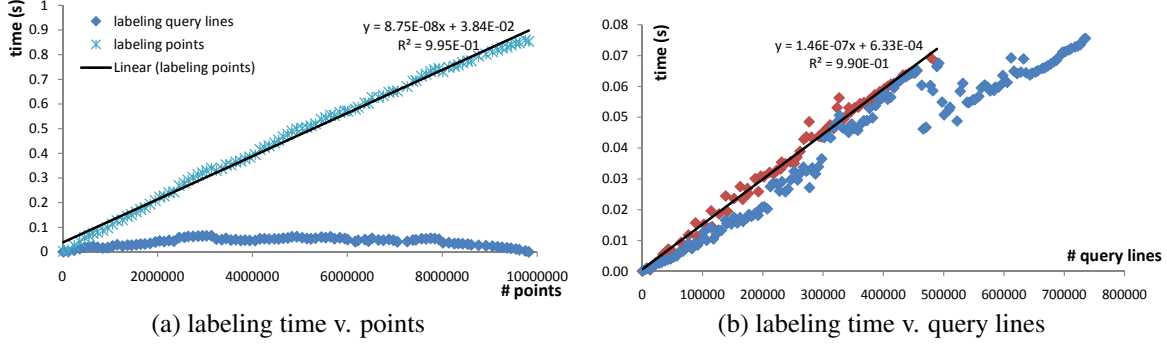 time (s)
1
0.9
0.8
0.7
0.6
0.5
0.4
0.3
0.2
0.1
0
labeling query lines
labeling points
Linear (labeling points)
y = 8.75E-08x + 3.84E-02
R² = 9.95E-01
0 2000000 4000000 6000000 8000000 10000000
# points
(a) labeling time v. points
time (s)
0.08
0.07
0.06
0.05
0.04
0.03
0.02
0.01
0.00
y = 1.46E-07x + 6.33E-04
R² = 9.90E-01
# query lines
0 100000 200000 300000 400000 500000 600000 700000 800000
(b) labeling time v. query lines